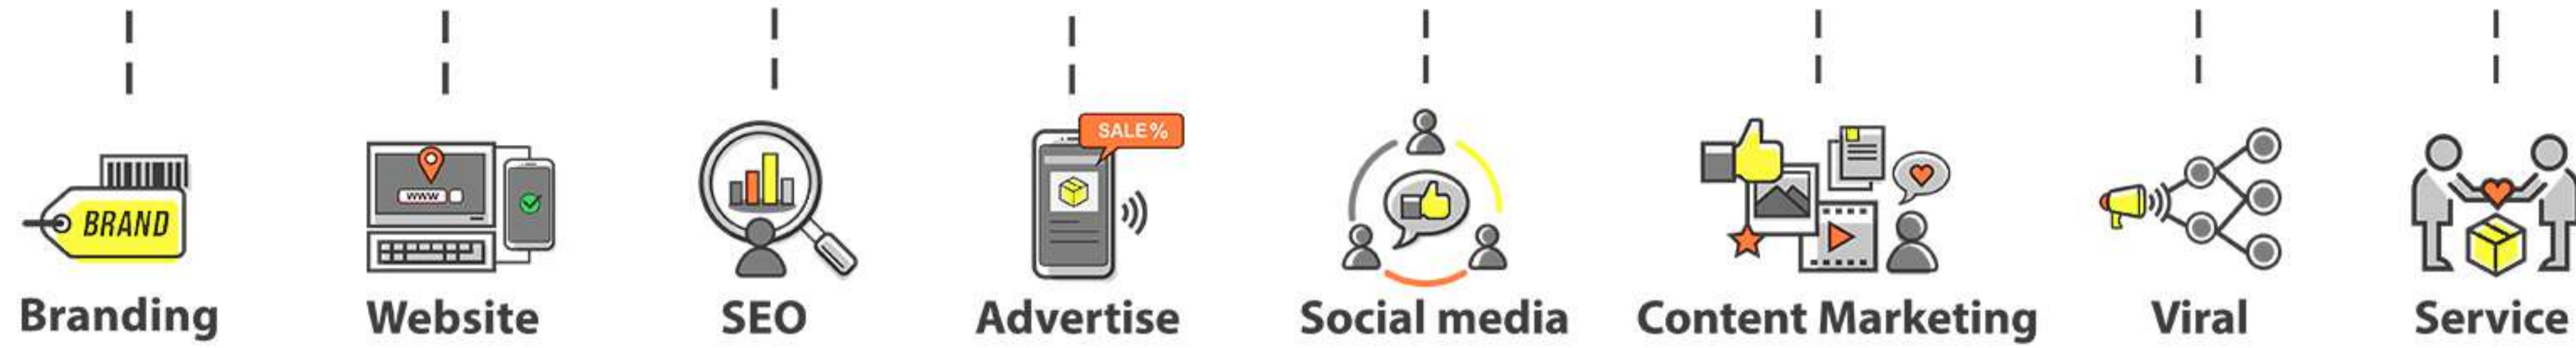 SALE%
www
BRAND
Branding
Website
SEO
Advertise
Social media
Content Marketing
Viral
Service